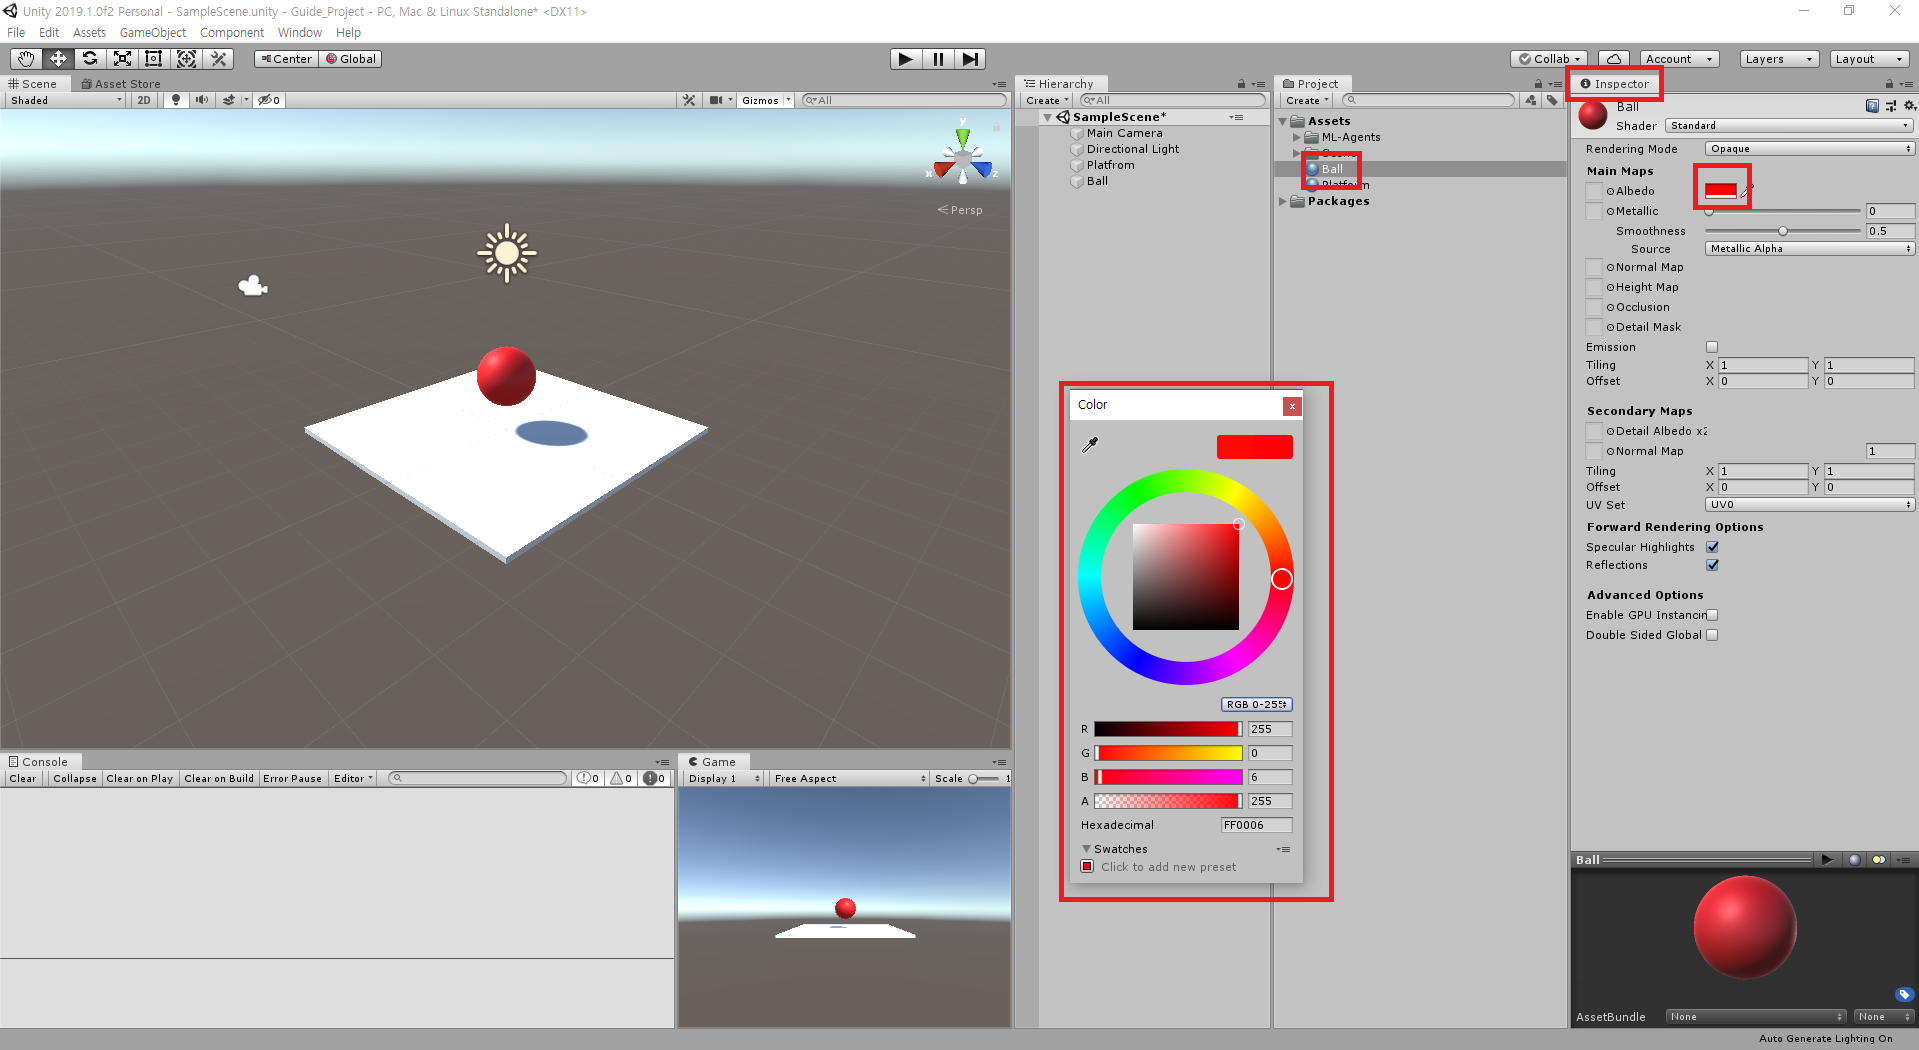 Unity 2019.1.0f2 Personal - SampleScene.unity - Guide_Project - PC, Mac & Linux Standalone* <DX11>
File Edit Assets GameObject Component Window Help
Center Global
Collab Account Layers Layout
Scene Asset Store
Shaded 2D 0 Gizmos All
Hierarchy
Create All
SampleScene*
Main Camera
Directional Light
Platfrom
Ball
Project
Create
Assets
ML-Agents
Ball
Platform
Packages
Inspector
Ball
Shader Standard
Rendering Mode Opaque
Main Maps
Albedo
Metallic 0
Smoothness 0.5
Source Metallic Alpha
Normal Map
Height Map
Occlusion
Detail Mask
Emission
Tiling X 1 Y 1
Offset X 0 Y 0
Secondary Maps
Detail Albedo x2
Normal Map 1
Tiling X 1 Y 1
Offset X 0 Y 0
UV Set UV0
Forward Rendering Options
Specular Highlights
Reflections
Advanced Options
Enable GPU Instancin
Double Sided Global
y
x z
Persp
Color x
RGB 0-255
R 255
G 0
B 6
A 255
Hexadecimal FF0006
Swatches
Click to add new preset
Console
Clear Collapse Clear on Play Clear on Build Error Pause Editor 0 0 0
Game
Display 1 Free Aspect Scale 1
Ball
AssetBundle None None
Auto Generate Lighting On